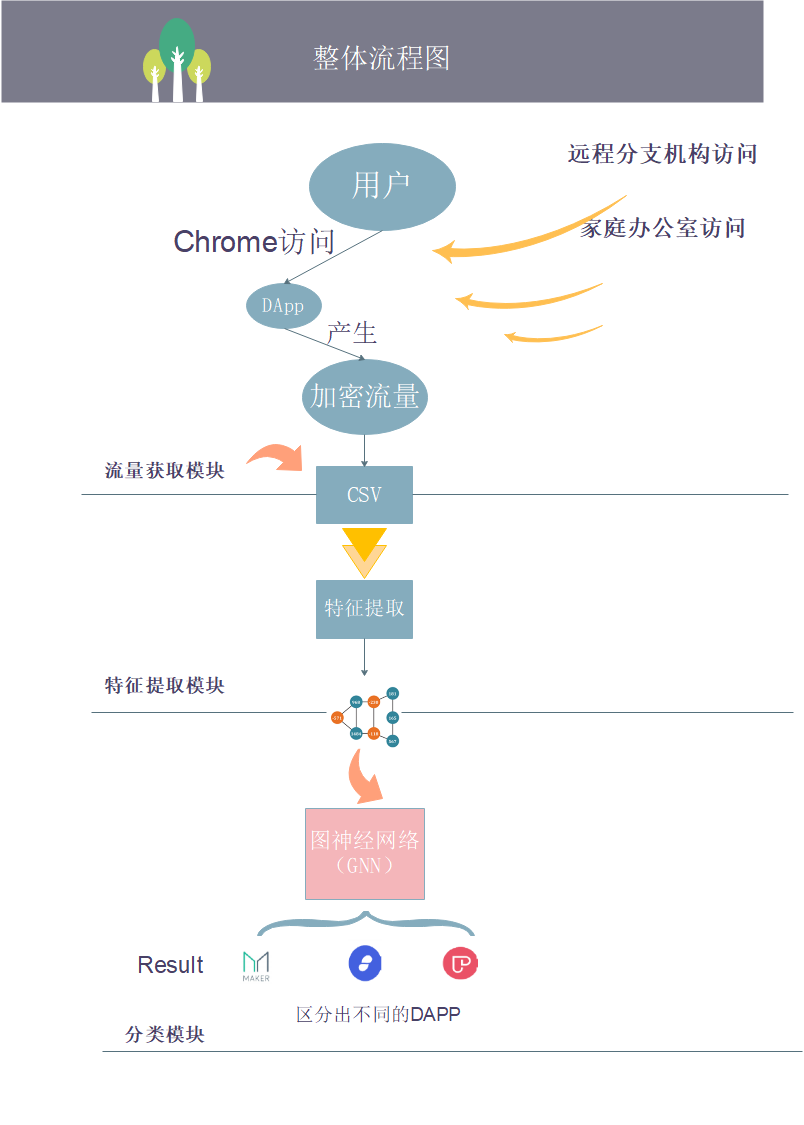 整体流程图
远程分支机构访问
用户
家庭办公室访问
Chrome访问
DApp
产生
加密流量
流量获取模块
CSV
特征提取
特征提取模块
图神经网络
（GNN）
Result
MAKER
区分出不同的DAPP
分类模块